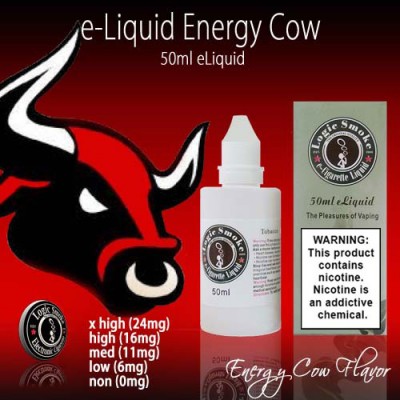 e-Liquid Energy Cow
50ml eLiquid
Logic Smoke
e-Cigarette Liquid
50ml eLiquid
The Pleasures of Vaping
WARNING:
This product
contains
nicotine.
Nicotine is
an addictive
chemical.
Tobacco
Logic Smoke
e-Cigarette Liquid
50ml
Logic Smoke
x high (24mg)
high (16mg)
med (11mg)
low (6mg)
non (0mg)
Energy Cow Flavor